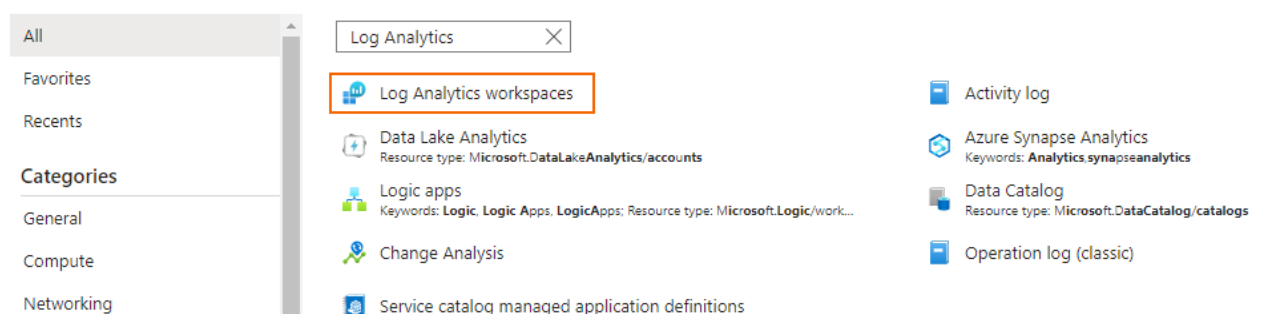 All
Favorites
Recents
Categories
General
Compute
Networking
Log Analytics
Log Analytics workspaces
Data Lake Analytics
Resource type: Microsoft.DataLakeAnalytics/accounts
Logic apps
Keywords: Logic, Logic Apps, LogicApps; Resource type: Microsoft.Logic/work...
Change Analysis
Service catalog managed application definitions
Activity log
Azure Synapse Analytics
Keywords: Analytics,synapseanalytics
Data Catalog
Resource type: Microsoft.DataCatalog/catalogs
Operation log (classic)